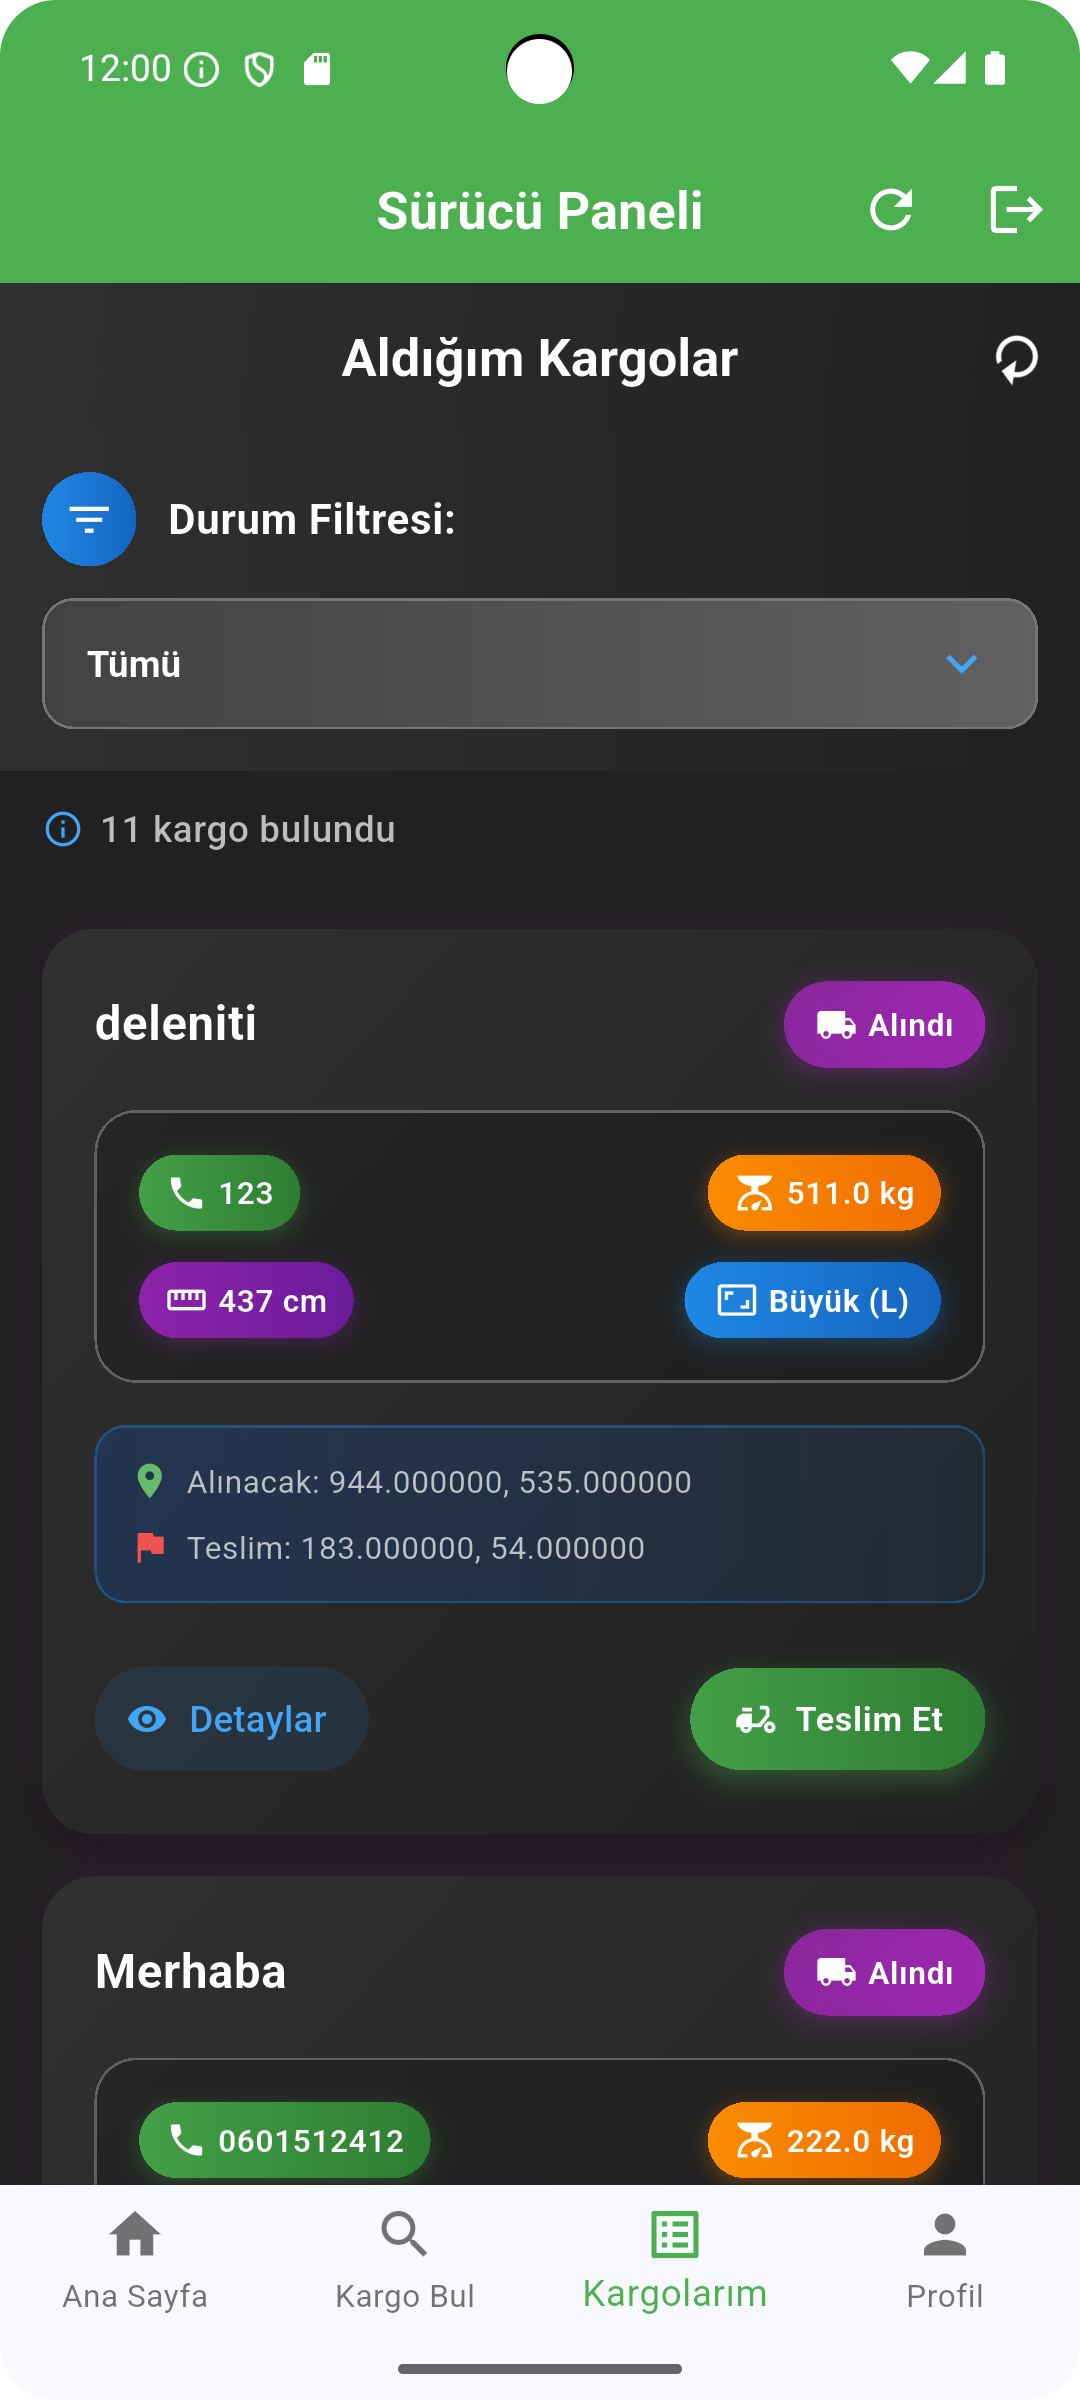 12:00
Sürücü Paneli
Aldığım Kargolar
Durum Filtresi:
Tümü
11 kargo bulundu
deleniti
Alındı
123
511.0 kg
437 cm
Büyük (L)
Alınacak: 944.000000, 535.000000
Teslim: 183.000000, 54.000000
Detaylar
Teslim Et
Merhaba
Alındı
0601512412
222.0 kg
Ana Sayfa
Kargo Bul
Kargolarım
Profil